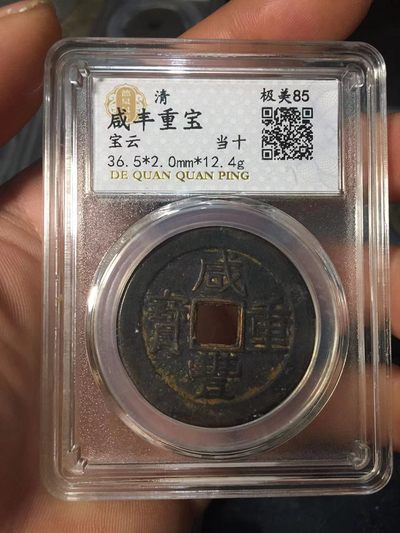 清 极美85
咸丰重宝
宝云 当十
36.5*2.0mm*12.4g
DE QUAN QUAN PING
咸
寶 重
豐